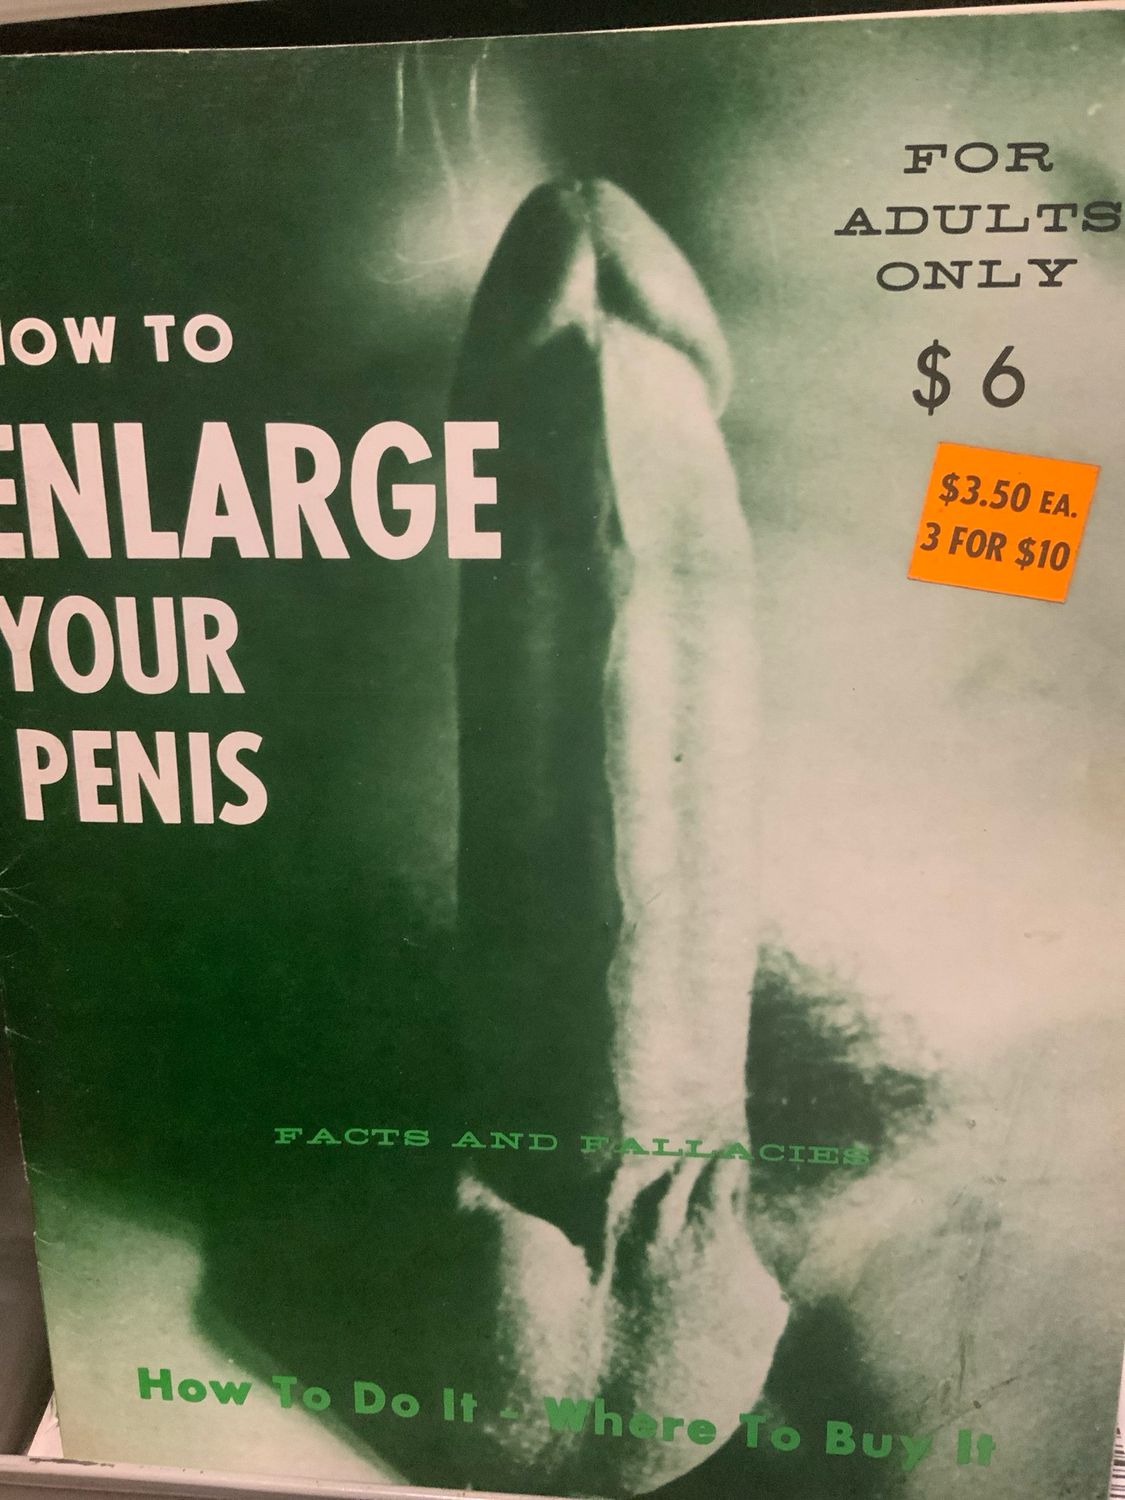 HOW TO
ENLARGE
YOUR
PENIS
FOR
ADULTS
ONLY
$ 6
$3.50 EA.
3 FOR $10
FACTS AND FALLACIES
How To Do It - Where To Buy It